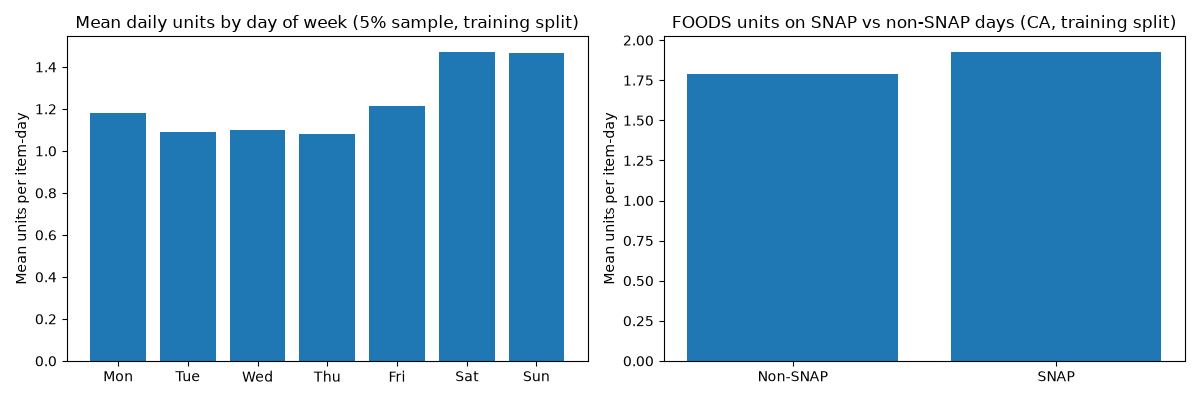 Mean daily units by day of week (5% sample, training split)
Mean units per item-day
1.4
1.2
1.0
0.8
0.6
0.4
0.2
0.0
Mon Tue Wed Thu Fri Sat Sun
FOODS units on SNAP vs non-SNAP days (CA, training split)
Mean units per item-day
2.00
1.75
1.50
1.25
1.00
0.75
0.50
0.25
0.00
Non-SNAP SNAP